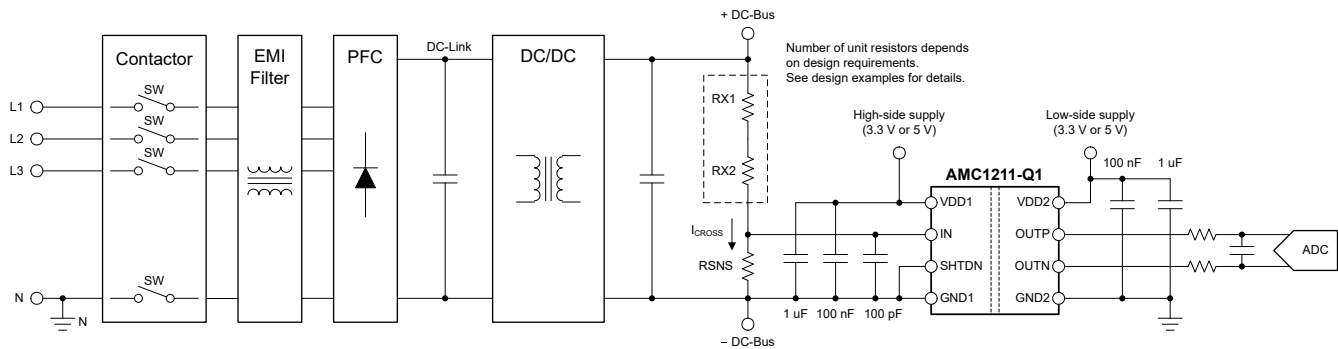 + DC-Bus
Number of unit resistors depends
on design requirements.
See design examples for details.
Contactor
EMI
Filter
PFC
DC-Link
DC/DC
SW
L1
SW
L2
SW
L3
RX1
RX2
High-side supply
(3.3 V or 5 V)
Low-side supply
(3.3 V or 5 V)
100 nF
1 uF
AMC1211-Q1
VDD1
VDD2
ICROSS
IN
OUTP
RSNS
SHTDN
OUTN
ADC
SW
N
N
GND1
GND2
1 uF
100 nF
100 pF
– DC-Bus